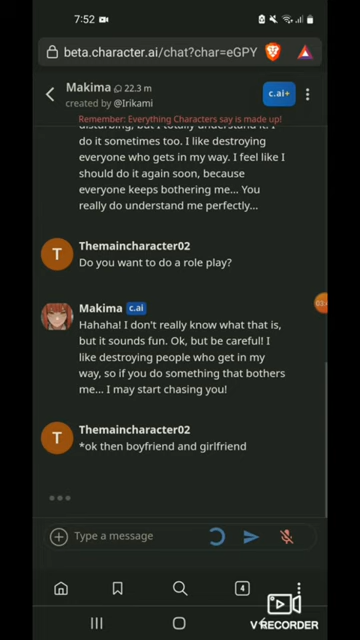 7:52
beta.character.ai/chat?char=eGPY
Makima 22.3 m
created by @Irikami
c.ai+
Remember: Everything Characters say is made up!
disturbing, but I totally understand it. I
do it sometimes too. I like destroying
everyone who gets in my way. I feel like I
should do it again soon, because
everyone keeps bothering me... You
really do understand me perfectly...
T
Themaincharacter02
Do you want to do a role play?
Makima c.ai
Hahaha! I don't really know what that is,
but it sounds fun. Ok, but be careful! I
like destroying people who get in my
way, so if you do something that bothers
me... I may start chasing you!
T
Themaincharacter02
*ok then boyfriend and girlfriend
Type a message
4
V RECORDER